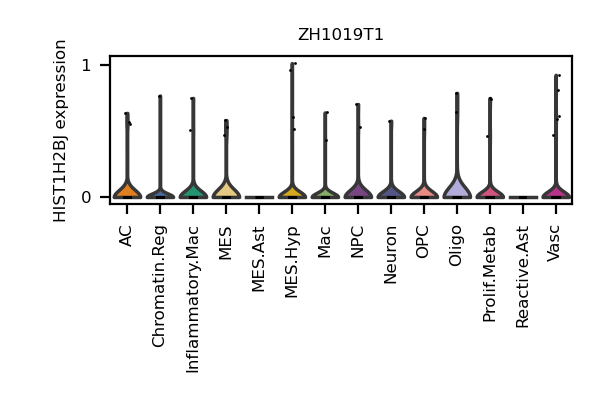 ZH1019T1
HIST1H2BJ expression
1
0
AC
Chromatin.Reg
Inflammatory.Mac
MES
MES.Ast
MES.Hyp
Mac
NPC
Neuron
OPC
Oligo
Prolif.Metab
Reactive.Ast
Vasc